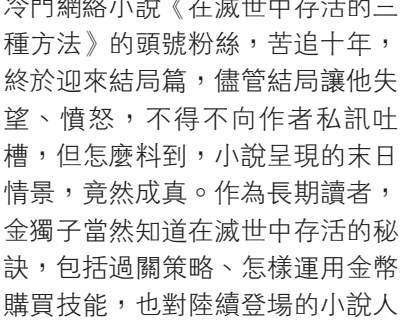 冷門網絡小說《在滅世中存活的三
種方法》的頭號粉絲，苦追十年，
終於迎來結局篇，儘管結局讓他失
望、憤怒，不得不向作者私訊吐
槽，但怎麼料到，小說呈現的末日
情景，竟然成真。作為長期讀者，
金獨子當然知道在滅世中存活的秘
訣，包括過關策略、怎樣運用金幣
購買技能，也對陸續登場的小說人